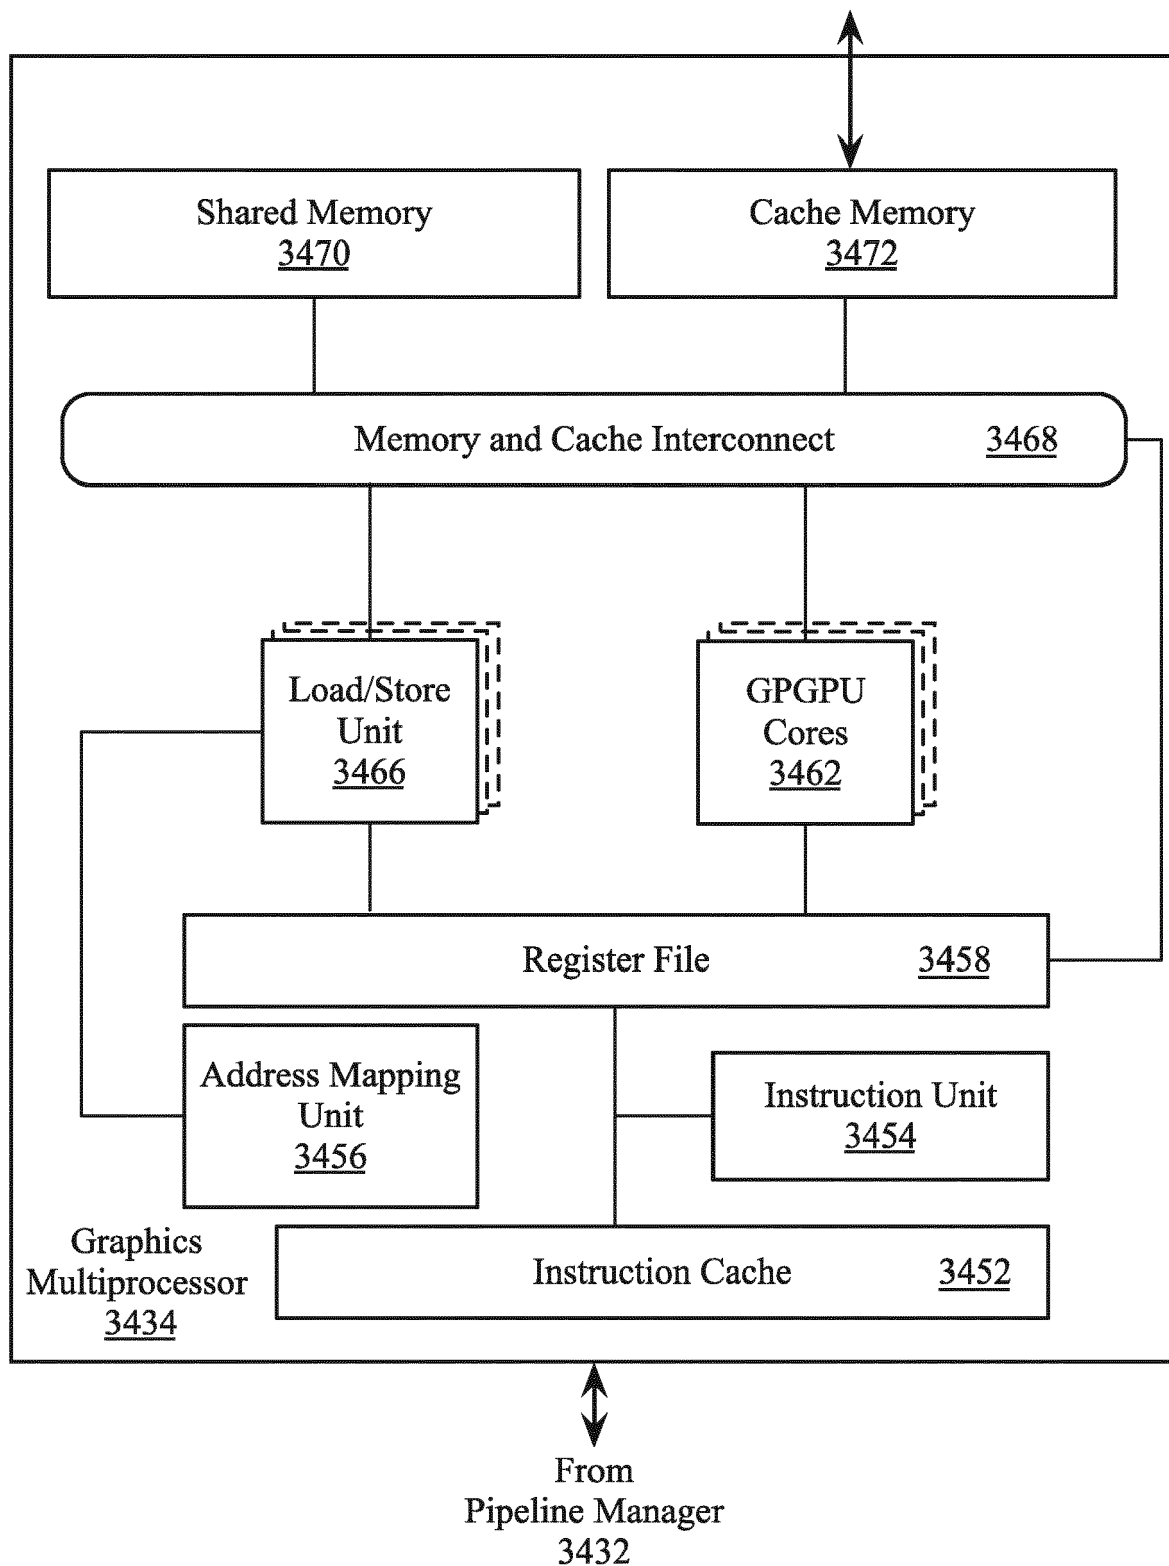 Shared Memory
3470
Cache Memory
3472
Memory and Cache Interconnect 3468
Load/Store
Unit
3466
GPGPU
Cores
3462
Register File 3458
Address Mapping
Unit
3456
Instruction Unit
3454
Graphics
Multiprocessor
3434
Instruction Cache 3452
From
Pipeline Manager
3432